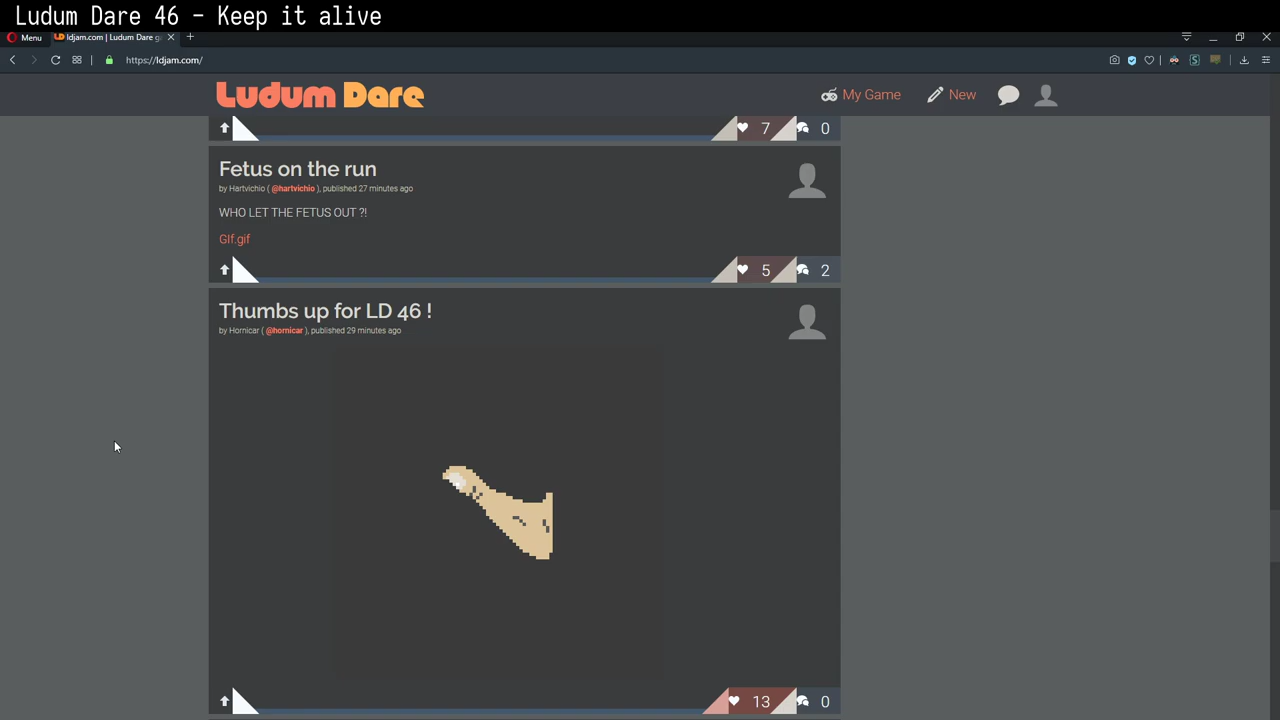 Ludum Dare 46 - Keep it alive
Menu
ldjam.com | Ludum Dare g
https://ldjam.com/
Ludum Dare
My Game
New
7
0
Fetus on the run
by Hartvichio ( @hartvichio ), published 27 minutes ago
WHO LET THE FETUS OUT ?!
GIf.gif
5
2
Thumbs up for LD 46 !
by Hornicar ( @hornicar ), published 29 minutes ago
13
0